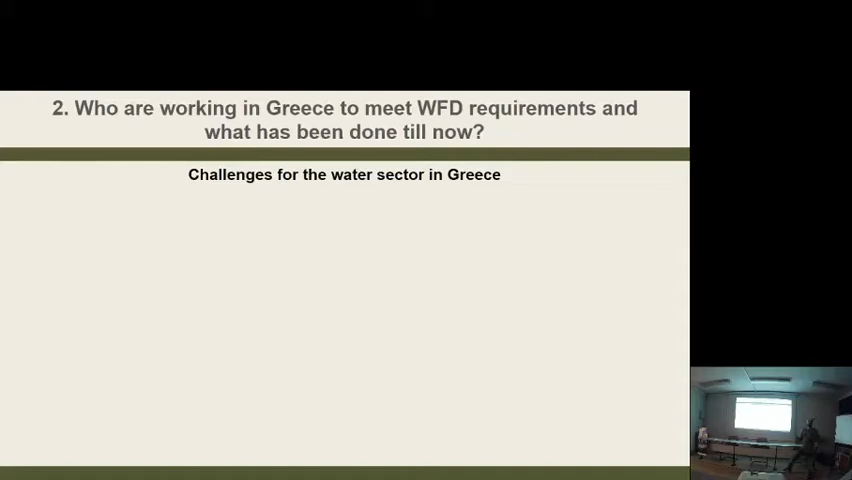 2. Who are working in Greece to meet WFD requirements and
what has been done till now?
Challenges for the water sector in Greece